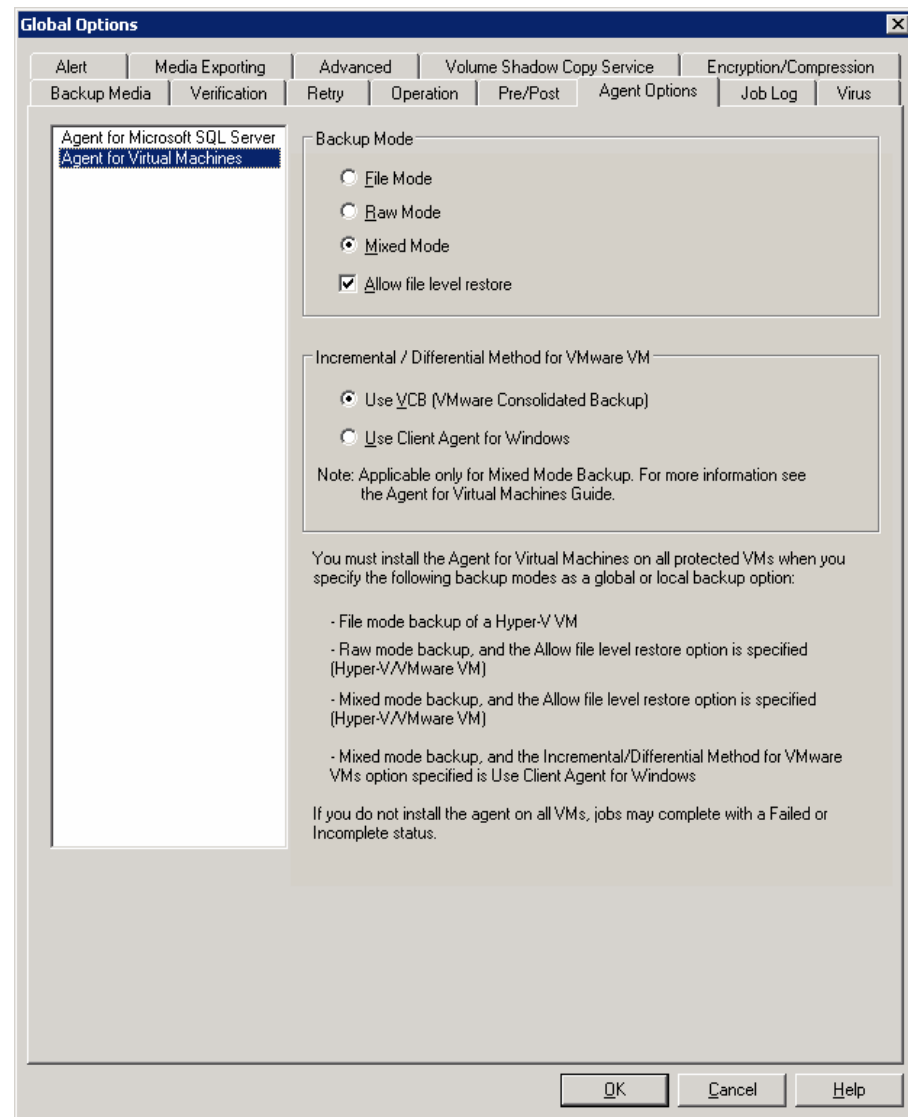 Global Options
Alert
Media Exporting
Advanced
Volume Shadow Copy Service
Encryption/Compression
Backup Media
Verification
Retry
Operation
Pre/Post
Agent Options
Job Log
Virus
Agent for Microsoft SQL Server
Agent for Virtual Machines
Backup Mode
File Mode
Raw Mode
Mixed Mode
Allow file level restore
Incremental / Differential Method for VMware VM
Use VCB (VMware Consolidated Backup)
Use Client Agent for Windows
Note: Applicable only for Mixed Mode Backup. For more information see
the Agent for Virtual Machines Guide.
You must install the Agent for Virtual Machines on all protected VMs when you
specify the following backup modes as a global or local backup option:
- File mode backup of a Hyper-V VM
- Raw mode backup, and the Allow file level restore option is specified
(Hyper-V/VMware VM)
- Mixed mode backup, and the Allow file level restore option is specified
(Hyper-V/VMware VM)
- Mixed mode backup, and the Incremental/Differential Method for VMware
VMs option specified is Use Client Agent for Windows
If you do not install the agent on all VMs, jobs may complete with a Failed or
Incomplete status.
OK
Cancel
Help